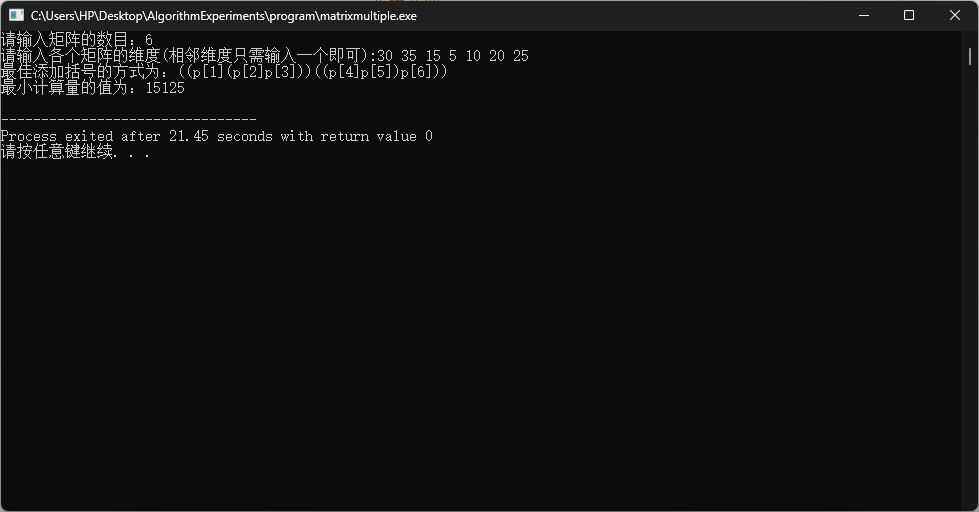 C:\Users\HP\Desktop\AlgorithmExperiments\program\matrixmultiple.exe
请输入矩阵的数目：6
请输入各个矩阵的维度(相邻维度只需输入一个即可):30 35 15 5 10 20 25
最佳添加括号的方式为：((p[1](p[2]p[3]))((p[4]p[5])p[6]))
最小计算量的值为：15125
--------------------------------
Process exited after 21.45 seconds with return value 0
请按任意键继续. . .